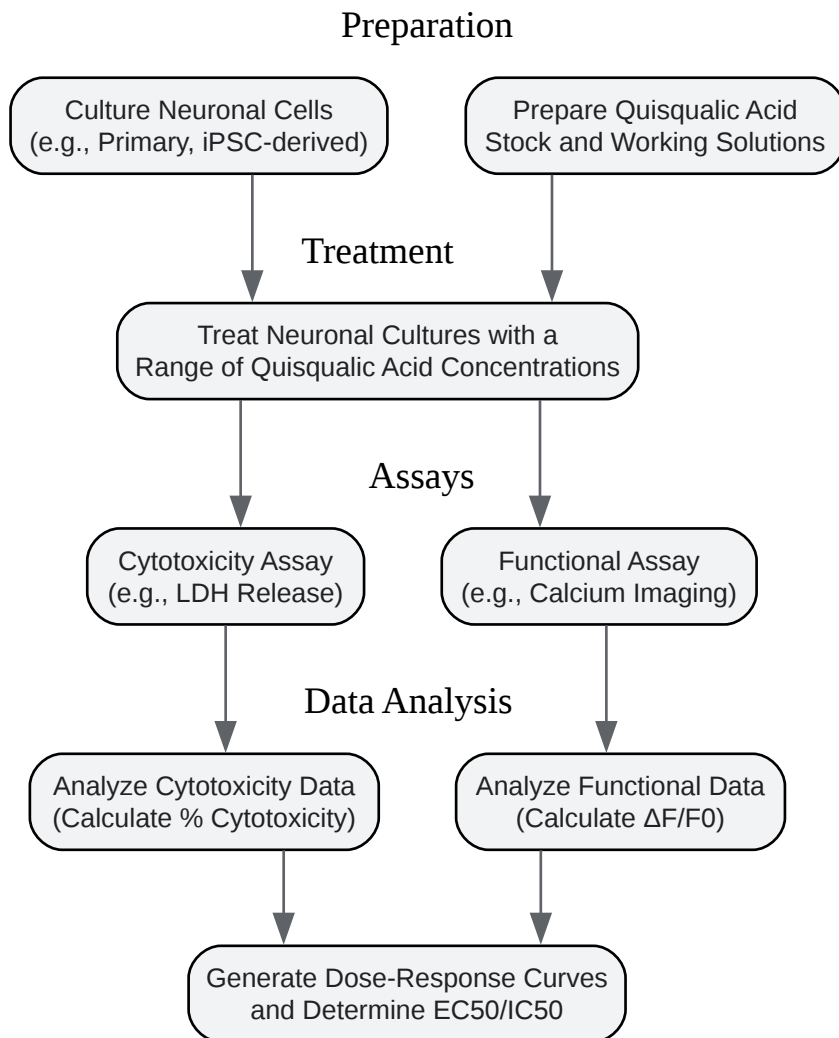 Preparation
Culture Neuronal Cells
(e.g., Primary, iPSC-derived)
Prepare Quisqualic Acid
Stock and Working Solutions
Treatment
Treat Neuronal Cultures with a
Range of Quisqualic Acid Concentrations
Assays
Cytotoxicity Assay
(e.g., LDH Release)
Functional Assay
(e.g., Calcium Imaging)
Data Analysis
Analyze Cytotoxicity Data
(Calculate % Cytotoxicity)
Analyze Functional Data
(Calculate ΔF/F0)
Generate Dose-Response Curves
and Determine EC50/IC50